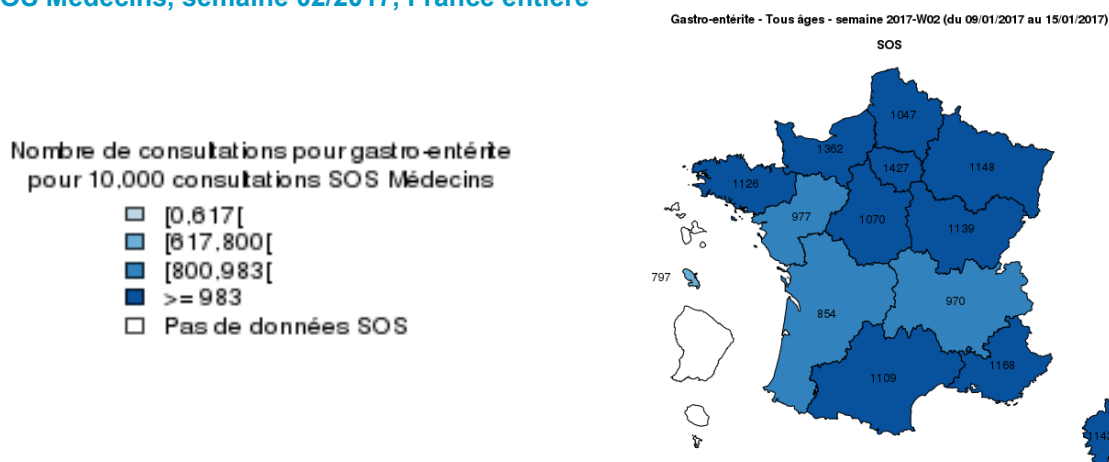 OS Médecins, semaine 02/2017, France entière
Gastro-entérite - Tous âges - semaine 2017-W02 (du 09/01/2017 au 15/01/2017)
SOS
Nombre de consultations pour gastro-entérite
pour 10,000 consultations SOS Médecins
[0,617[
[617,800[
[800,983[
>= 983
Pas de données SOS
1047
1362
1427
1148
1126
977
1070
1139
797
854
970
1109
1168